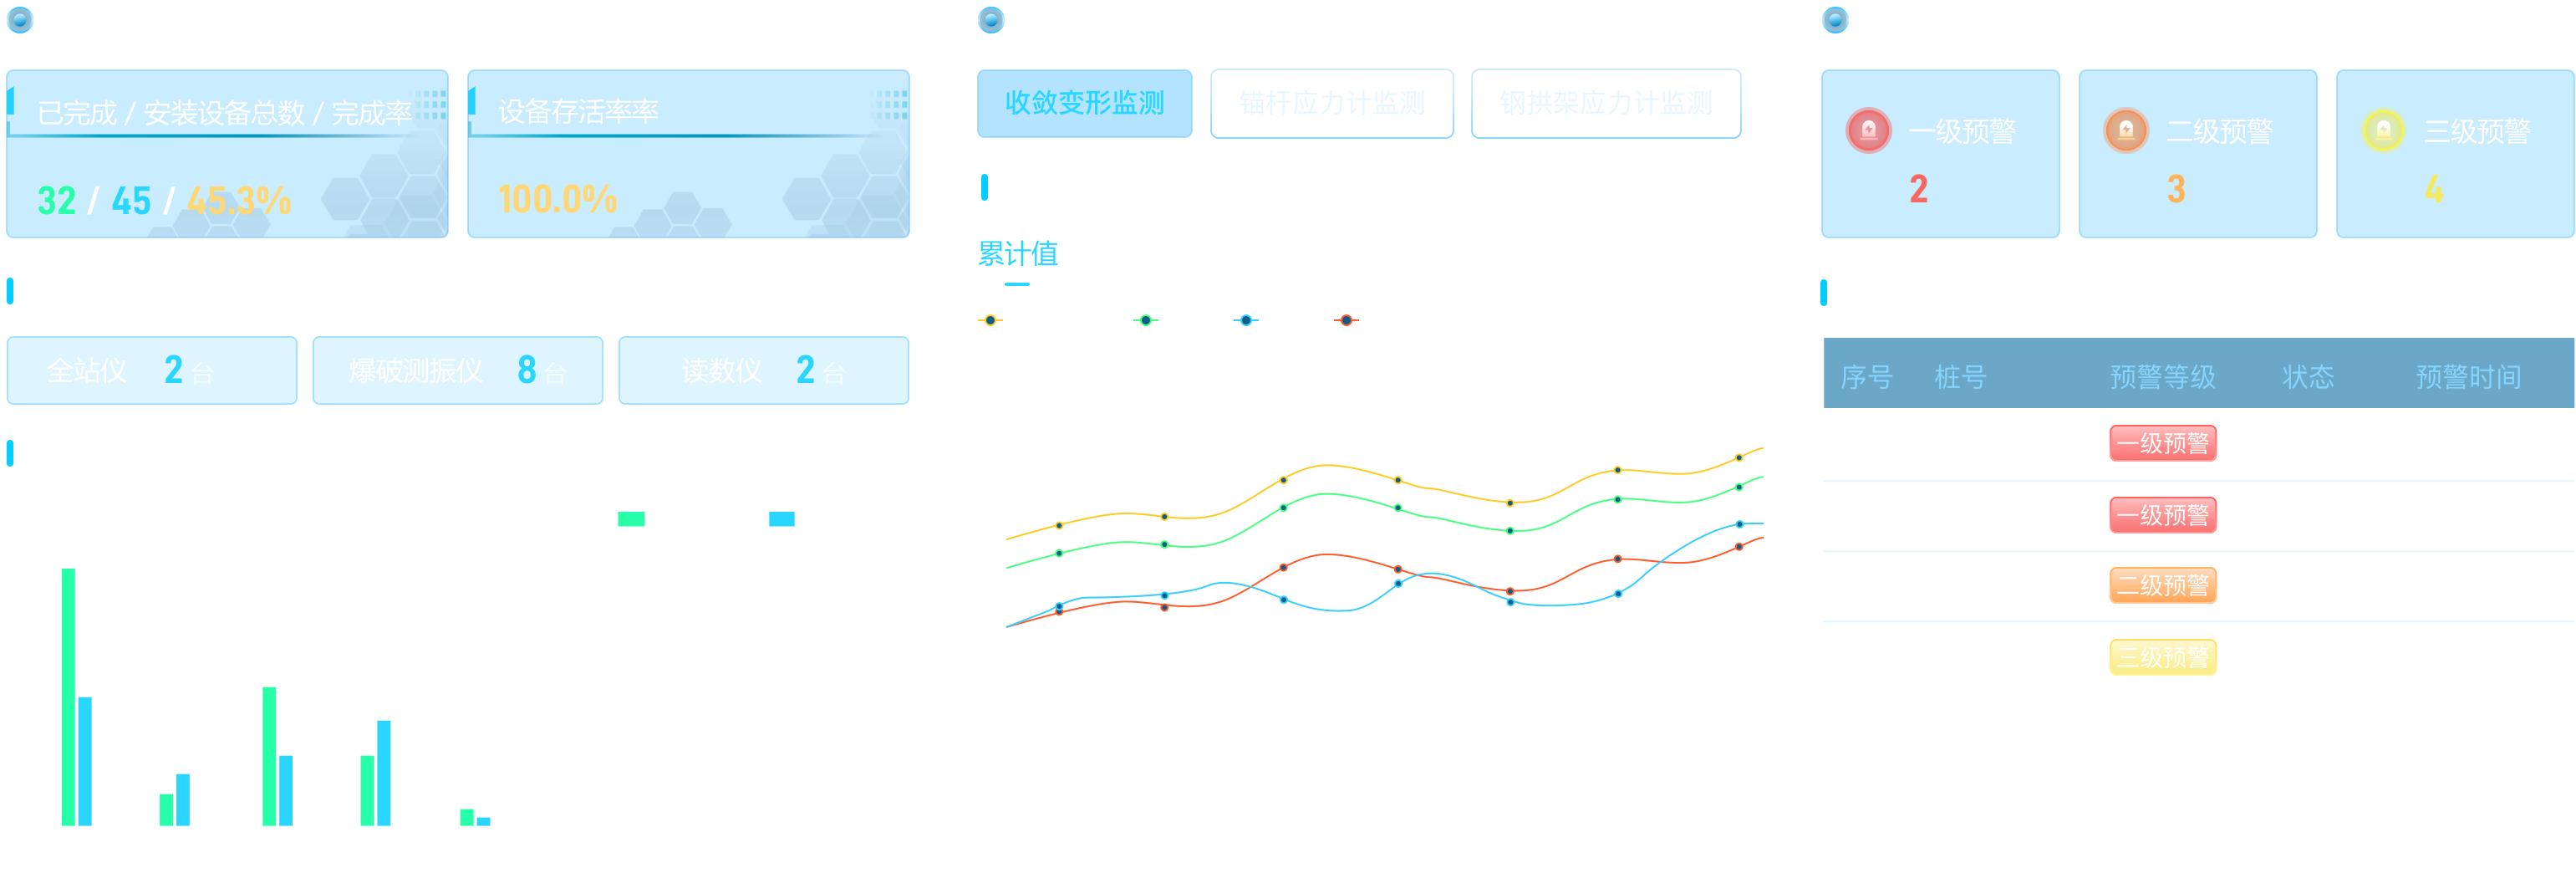 已完成 / 安装设备总数 / 完成率
32 / 45 / 45.3%
设备存活率率
100.0%
全站仪 2 台
爆破测振仪 8 台
读数仪 2 台
收敛变形监测
锚杆应力计监测
钢拱架应力计监测
累计值
一级预警
2
二级预警
3
三级预警
4
序号 桩号 预警等级 状态 预警时间
一级预警
一级预警
二级预警
三级预警